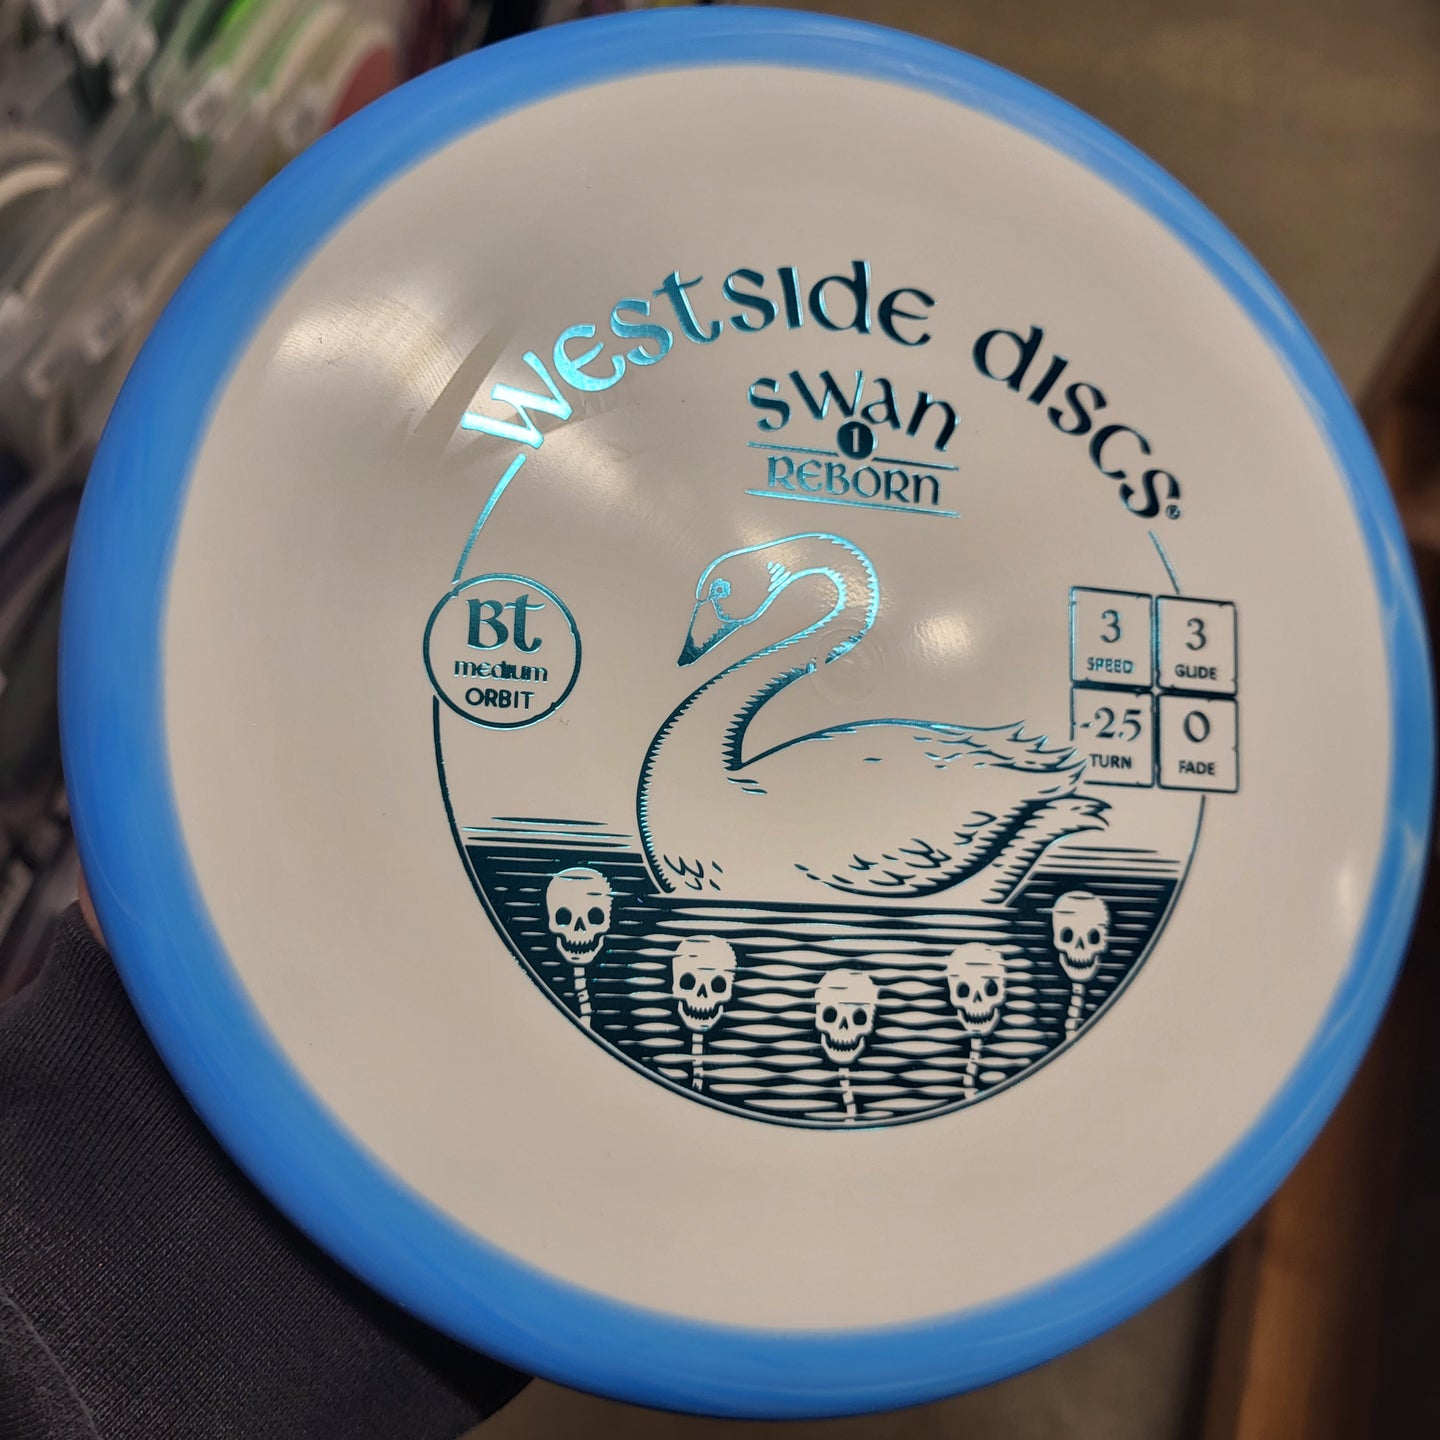 westside discs®
swan
1
REBORN
BT
medium
ORBIT
3
SPEED
3
GLIDE
-2.5
TURN
0
FADE